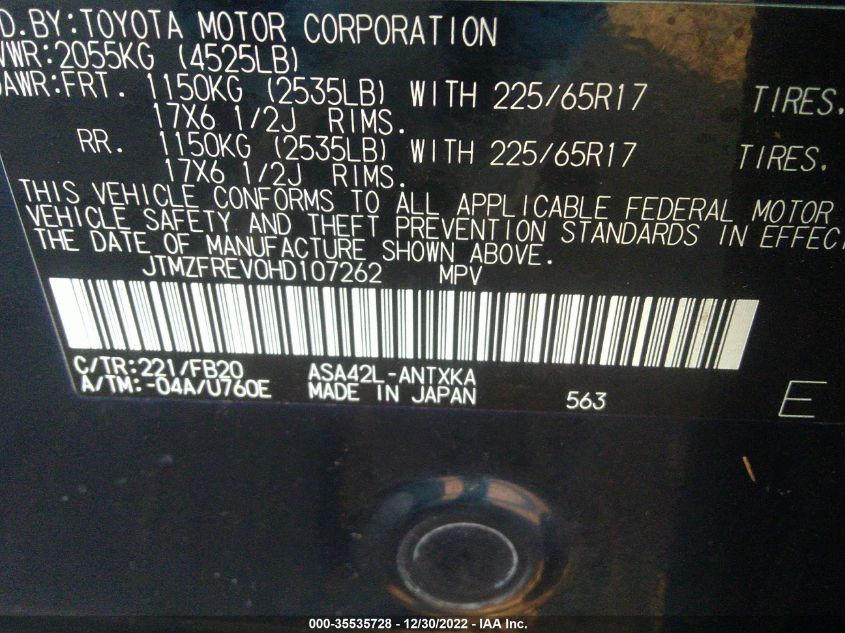 D.BY:TOYOTA MOTOR CORPORATION
VWR:2055KG (4525LB)
GAWR:FRT. 1150KG (2535LB) WITH 225/65R17 TIRES.
17X6 1/2J RIMS.
RR. 1150KG (2535LB) WITH 225/65R17 TIRES.
17X6 1/2J RIMS.
THIS VEHICLE CONFORMS TO ALL APPLICABLE FEDERAL MOTOR
VEHICLE SAFETY AND THEFT PREVENTION STANDARDS IN EFFEC
THE DATE OF MANUFACTURE SHOWN ABOVE.
JTMZFREV0HD107262 MPV
C/TR:221/FB20 ASA42L-ANTXKA
A/TM:-04A/U760E MADE IN JAPAN 563 E
000-35535728 - 12/30/2022 - IAA Inc.